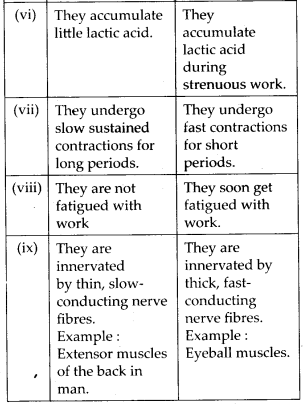 (vi) They accumulate
little lactic acid.
They
accumulate
lactic acid
during
strenuous work.
(vii) They undergo
slow sustained
contractions for
long periods.
They undergo
fast contractions
for short
periods.
(viii) They are not
fatigued with
work
They soon get
fatigued with
work.
(ix) They are
innervated
by thin, slow-
conducting nerve
fibres.
Example :
Extensor muscles
of the back in
man.
They are
innervated by
thick, fast-
conducting
nerve fibres.
Example :
Eyeball muscles.